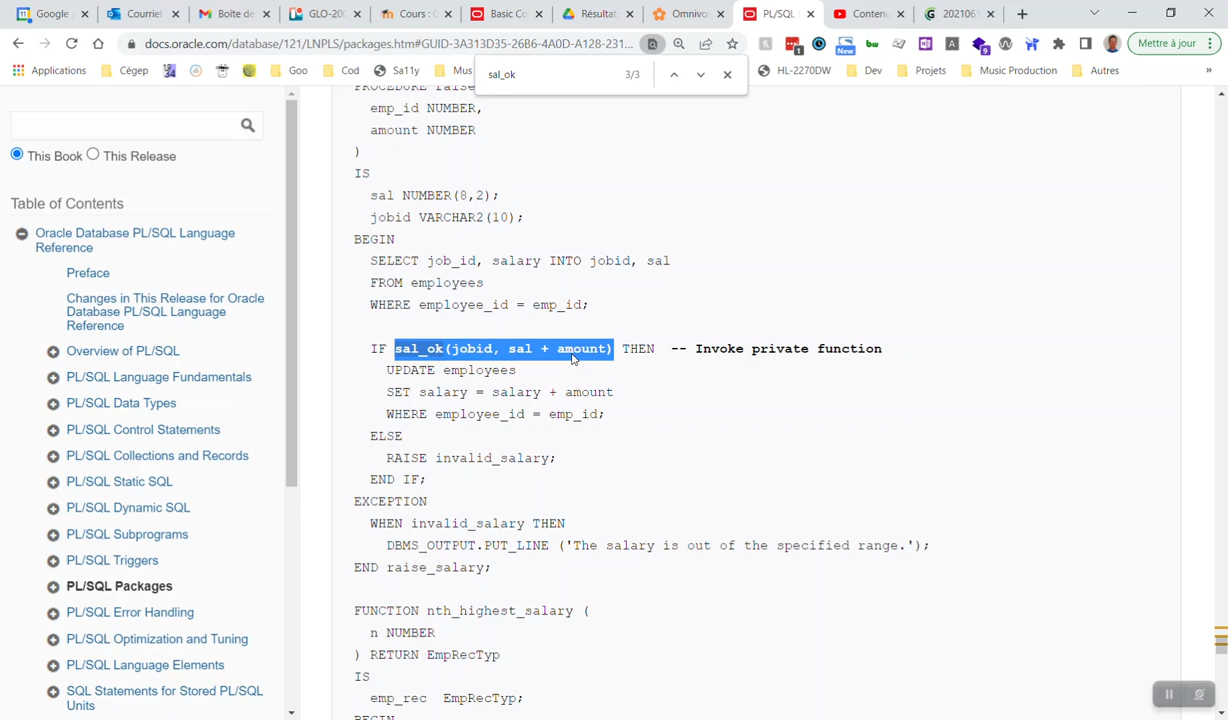 Google
Courriel
Boîte de
GLO-20
Cours : 0
Basic Co
Résultat
Omnivo
PL/SQL
Conten
2021061
docs.oracle.com/database/121/LNPLS/packages.htm#GUID-3A313D35-26B6-4A0D-A128-231...
New
9
Mettre à jour
Applications
Cégep
Goo
Cod
Sa11y
Mus
HL-2270DW
Dev
Projets
Music Production
Autres
»
sal_ok 3/3
This Book
This Release
Table of Contents
Oracle Database PL/SQL Language
Reference
Preface
Changes in This Release for Oracle
Database PL/SQL Language
Reference
Overview of PL/SQL
PL/SQL Language Fundamentals
PL/SQL Data Types
PL/SQL Control Statements
PL/SQL Collections and Records
PL/SQL Static SQL
PL/SQL Dynamic SQL
PL/SQL Subprograms
PL/SQL Triggers
PL/SQL Packages
PL/SQL Error Handling
PL/SQL Optimization and Tuning
PL/SQL Language Elements
SQL Statements for Stored PL/SQL
Units
PROCEDURE raise
emp_id NUMBER,
amount NUMBER
)
IS
sal NUMBER(8,2);
jobid VARCHAR2(10);
BEGIN
SELECT job_id, salary INTO jobid, sal
FROM employees
WHERE employee_id = emp_id;
IF sal_ok(jobid, sal + amount) THEN -- Invoke private function
UPDATE employees
SET salary = salary + amount
WHERE employee_id = emp_id;
ELSE
RAISE invalid_salary;
END IF;
EXCEPTION
WHEN invalid_salary THEN
DBMS_OUTPUT.PUT_LINE ('The salary is out of the specified range.');
END raise_salary;
FUNCTION nth_highest_salary (
n NUMBER
) RETURN EmpRecTyp
IS
emp_rec EmpRecTyp;
BEGIN